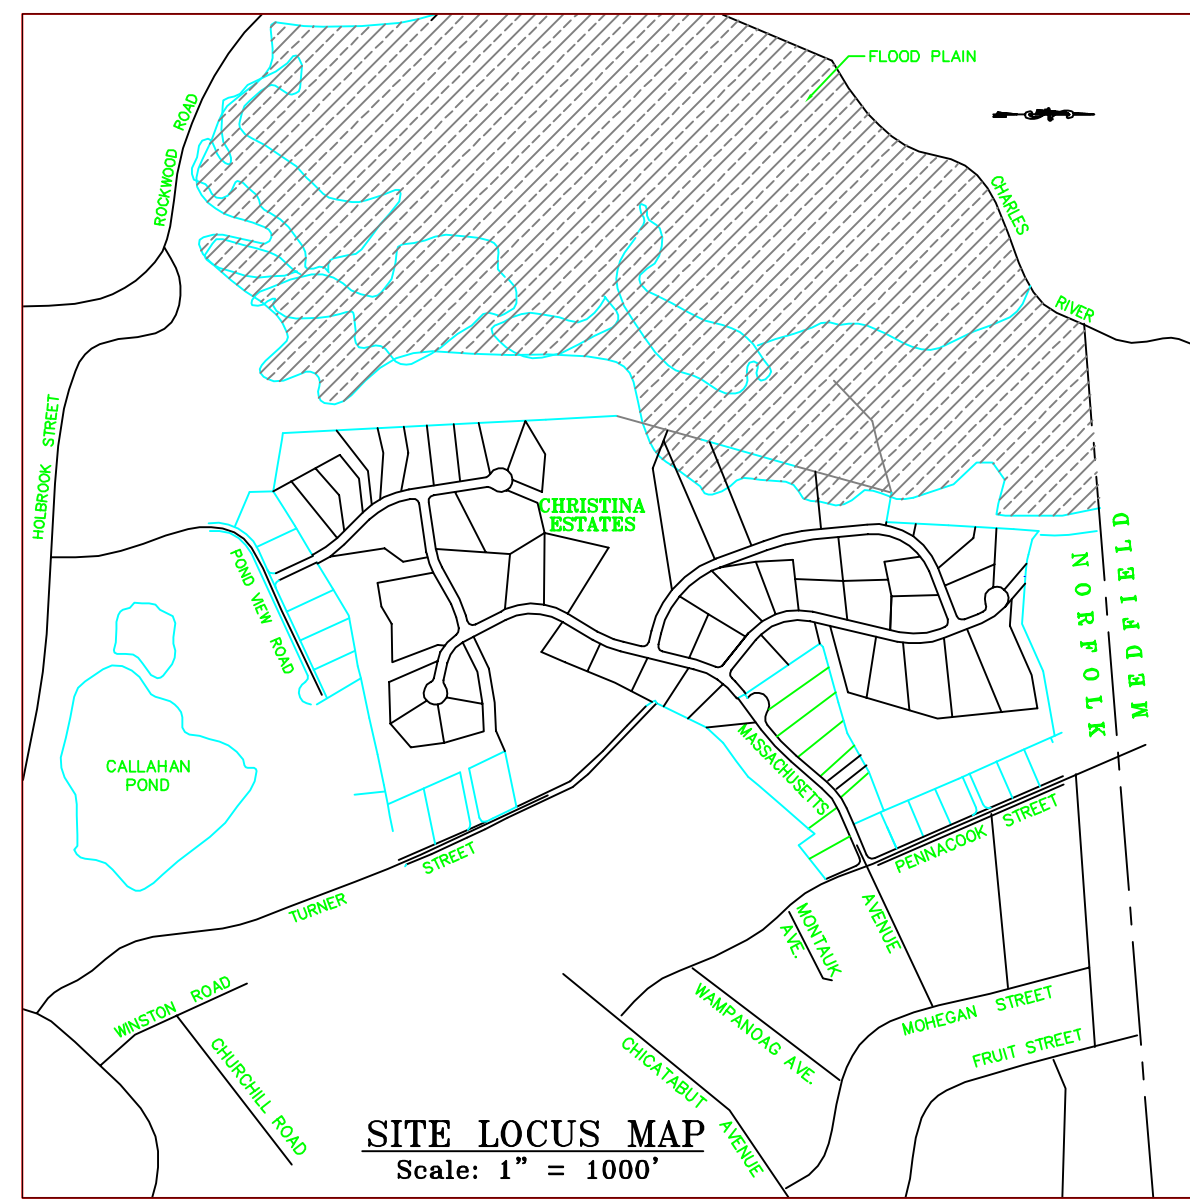 FLOOD PLAIN
ROCKWOOD ROAD
CHARLES
RIVER
HOLBROOK STREET
CHRISTINA
ESTATES
POND VIEW ROAD
NORFOLK
MEDFIELD
CALLAHAN
POND
MASSACHUSETTS
AVENUE
PENNACOOK STREET
TURNER
STREET
MONTAUK
AVE.
WINSTON ROAD
CHURCHILL ROAD
WAMPANOAG AVE.
MOHEGAN STREET
FRUIT STREET
CHICATABUT AVENUE
SITE LOCUS MAP
Scale: 1" = 1000'